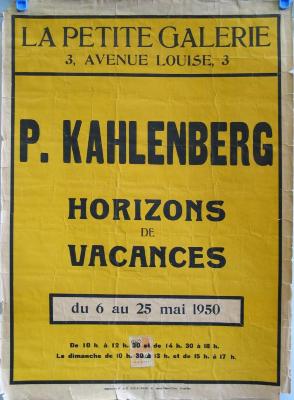 LA PETITE GALERIE
3, AVENUE LOUISE, 3
P. KAHLENBERG
HORIZONS
DE
VACANCES
du 6 au 25 mai 1950
De 10 h. à 12 h. 30 et de 14 h. 30 à 18 h.
Le dimanche de 10 h. 30 à 13 h. et de 15 h. à 17 h.